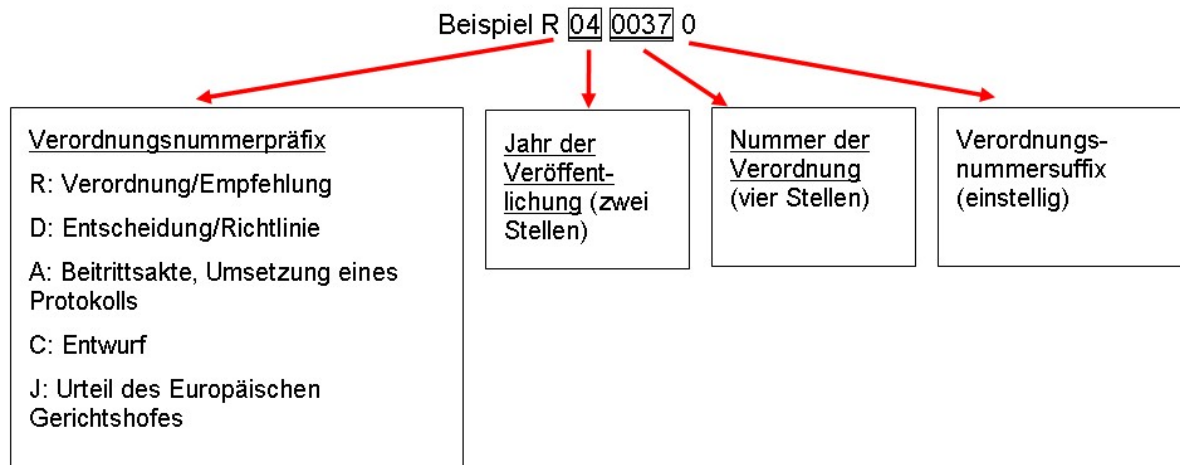 Beispiel R 04 0037 0
Verordnungsnummerpräfix
R: Verordnung/Empfehlung
D: Entscheidung/Richtlinie
A: Beitrittsakte, Umsetzung eines
Protokolls
C: Entwurf
J: Urteil des Europäischen
Gerichtshofes
Jahr der
Veröffent-
lichung (zwei
Stellen)
Nummer der
Verordnung
(vier Stellen)
Verordnungs-
nummersuffix
(einstellig)